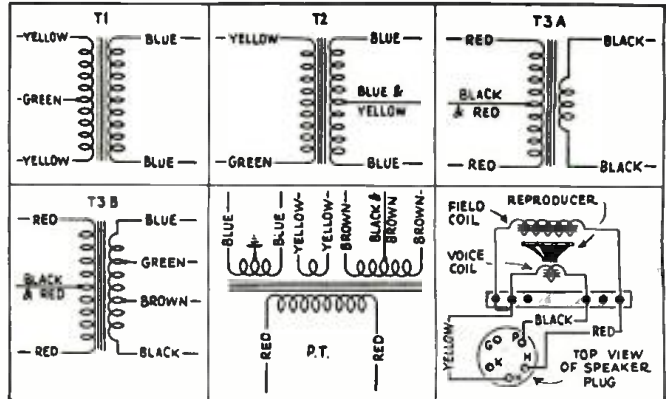 T1
YELLOW
BLUE
GREEN
YELLOW
BLUE
T2
YELLOW
BLUE
BLUE &
YELLOW
GREEN
BLUE
T3A
RED
BLACK
BLACK
& RED
RED
BLACK
T3B
RED
BLUE
GREEN
BLACK
& RED
BROWN
RED
BLACK
BLUE
BLUE
YELLOW
YELLOW
BROWN
BLACK &
BROWN
BROWN
RED
P.T.
RED
REPRODUCER
FIELD
COIL
VOICE
COIL
YELLOW
BLACK
RED
G
P
K
H
TOP VIEW
OF SPEAKER
PLUG